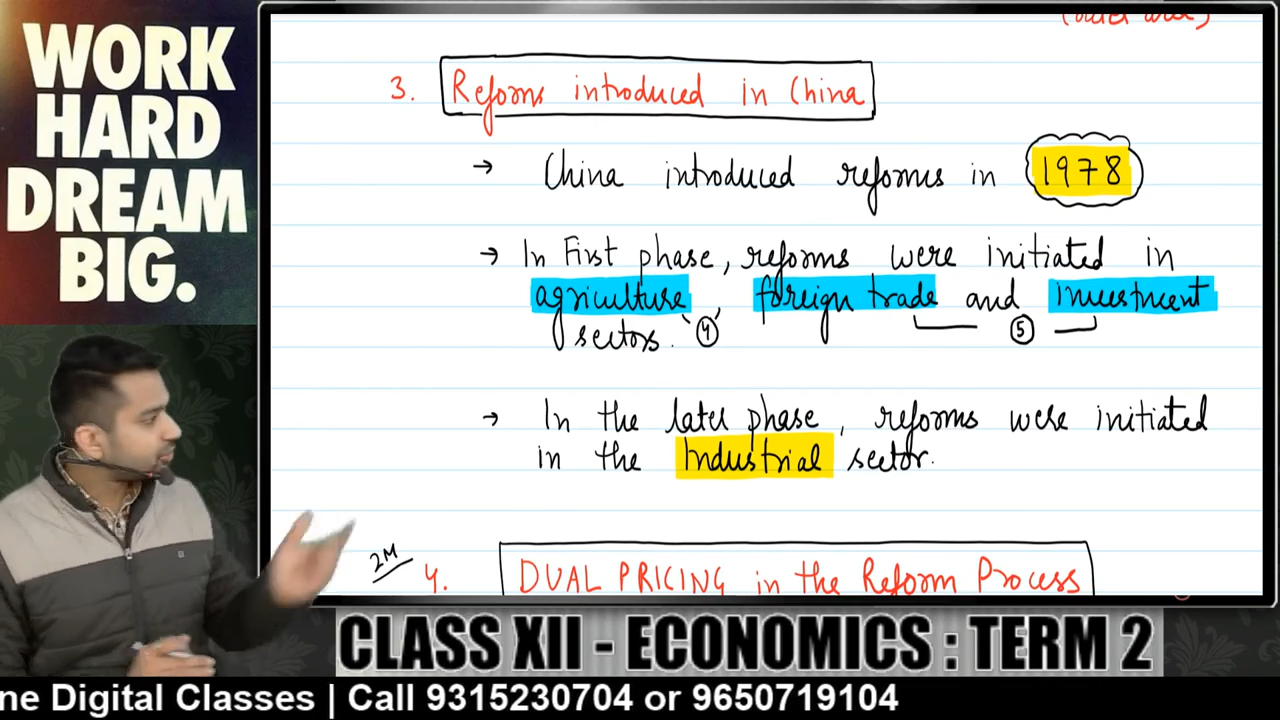 WORK
HARD
DREAM
BIG.
3. Reforms introduced in China
→ China introduced reforms in 1978
→ In First phase, reforms were initiated in
agriculture, foreign trade and investment
sectors. 4 5
→ In the later phase, reforms were initiated
in the Industrial sector.
2M
4. DUAL PRICING in the Reform Process
CLASS XII - ECONOMICS : TERM 2
ne Digital Classes | Call 9315230704 or 9650719104